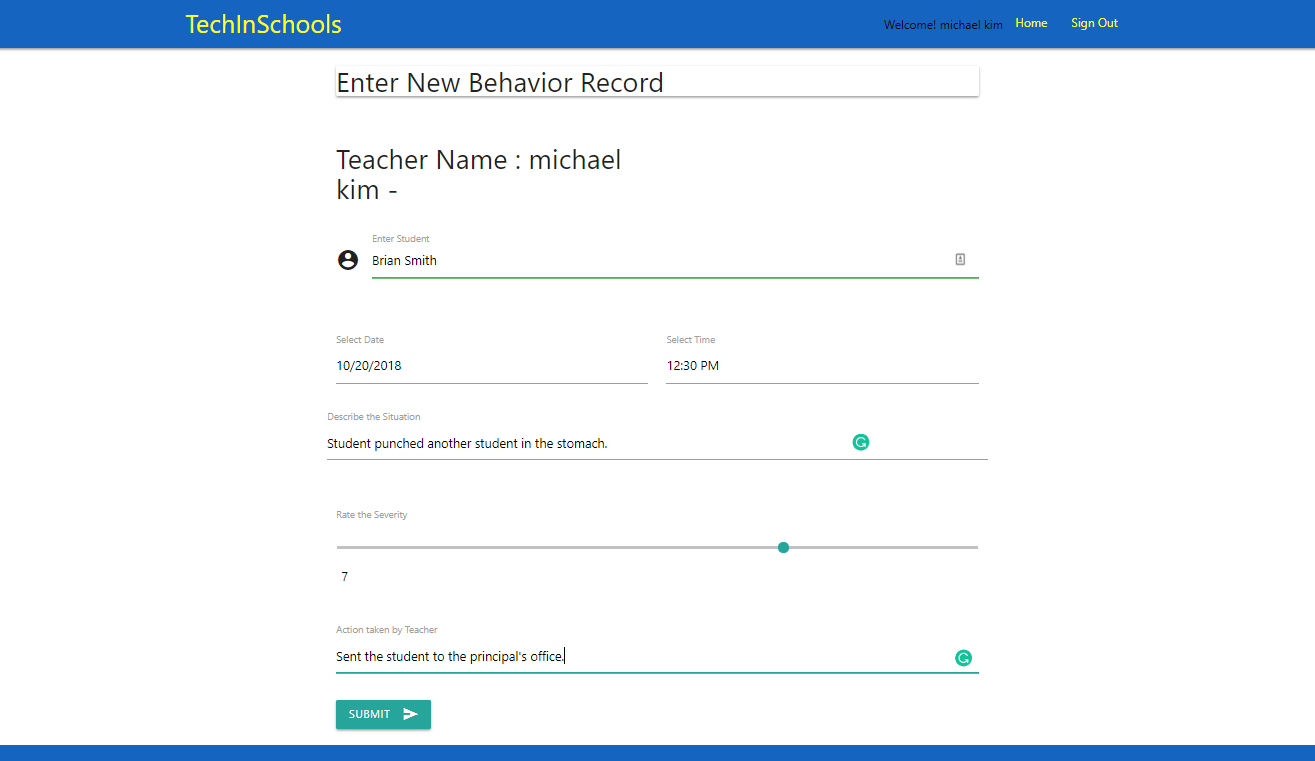 TechInSchools
Welcome! michael kim Home Sign Out
Enter New Behavior Record
Teacher Name : michael
kim -
Enter Student
Brian Smith
Select Date Select Time
10/20/2018 12:30 PM
Describe the Situation
Student punched another student in the stomach.
Rate the Severity
7
Action taken by Teacher
Sent the student to the principal's office.
SUBMIT